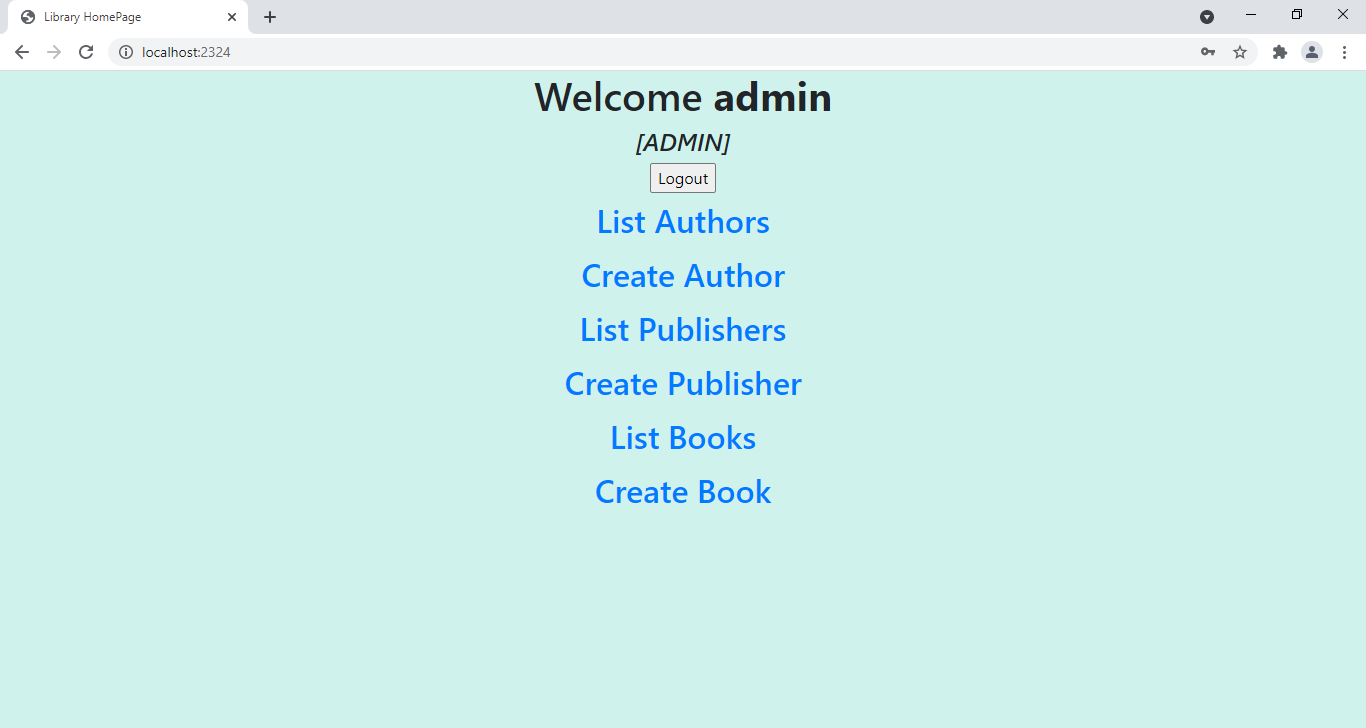 Library HomePage
localhost:2324
Welcome admin
[ADMIN]
Logout
List Authors
Create Author
List Publishers
Create Publisher
List Books
Create Book